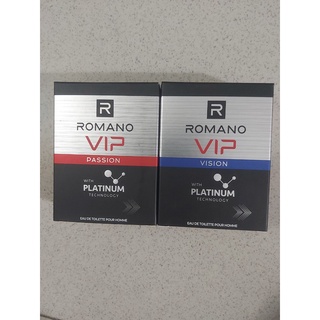 R
ROMANO
VIP
PASSION
WITH
PLATINUM
TECHNOLOGY
EAU DE TOILETTE POUR HOMME
R
ROMANO
VIP
VISION
WITH
PLATINUM
TECHNOLOGY
EAU DE TOILETTE POUR HOMME